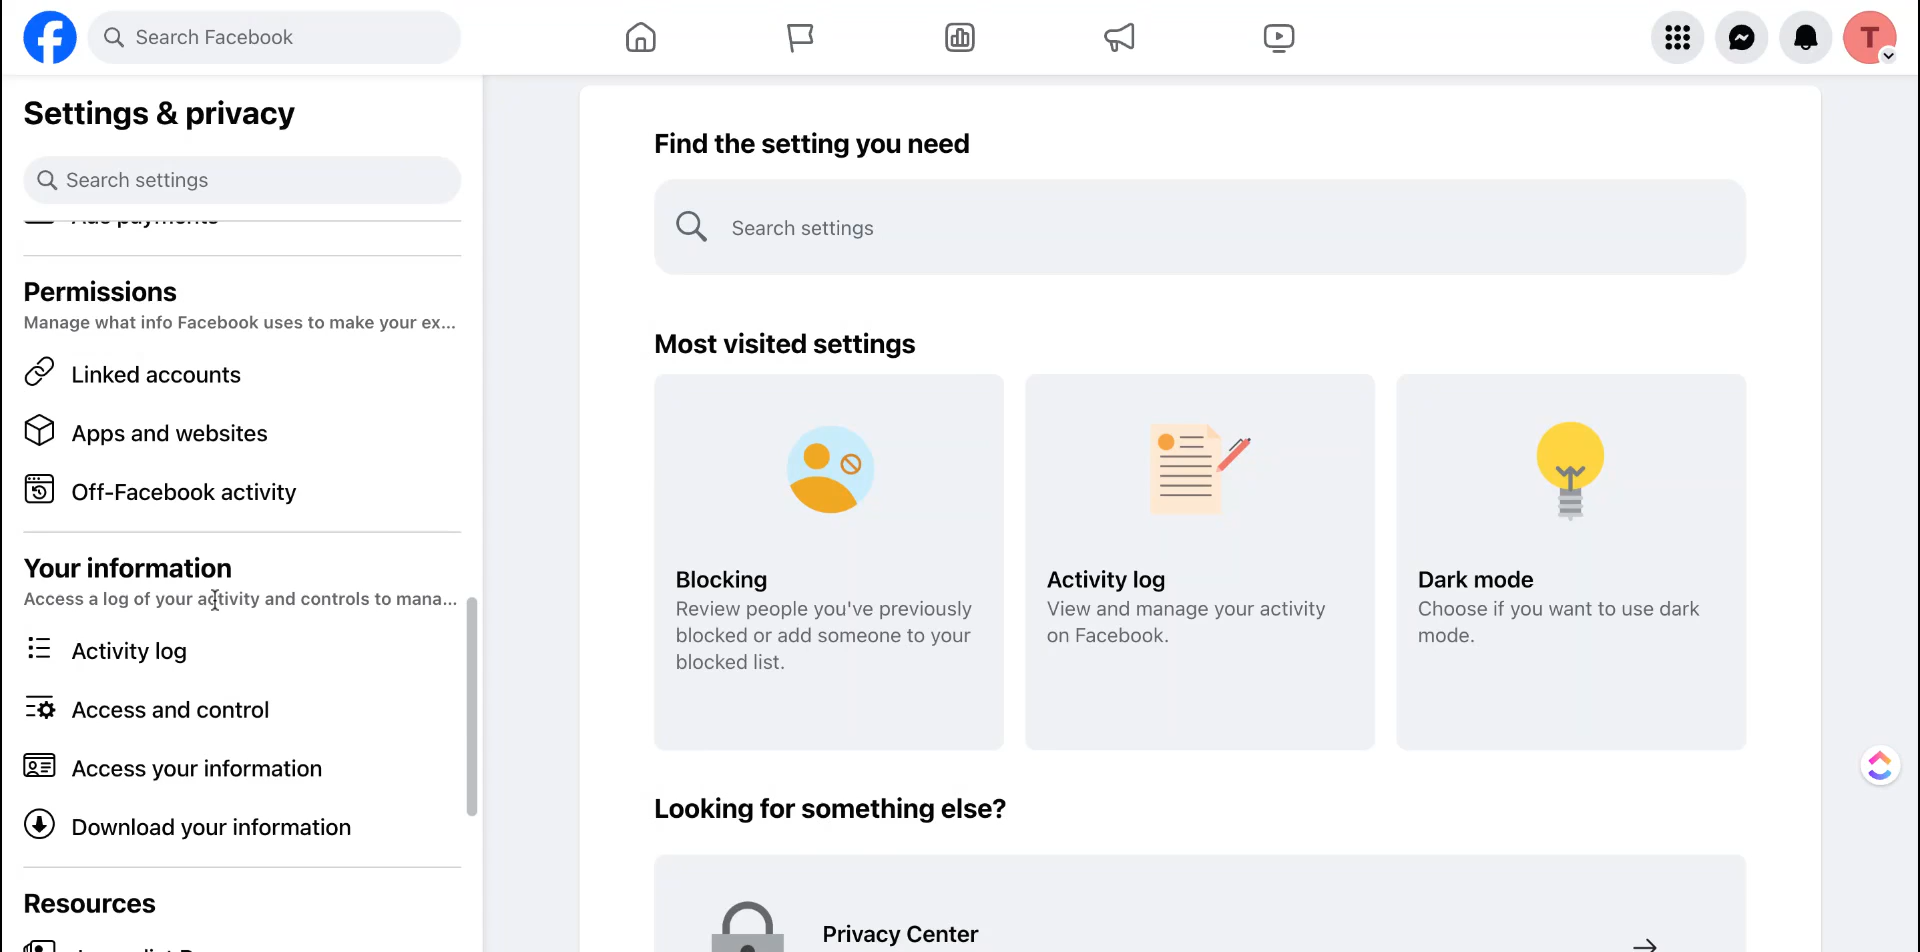 Search Facebook
T
Settings & privacy
Search settings
Ads payments
Permissions
Manage what info Facebook uses to make your ex...
Linked accounts
Apps and websites
Off-Facebook activity
Your information
Access a log of your activity and controls to mana...
Activity log
Access and control
Access your information
Download your information
Resources
Find the setting you need
Search settings
Most visited settings
Blocking
Review people you've previously
blocked or add someone to your
blocked list.
Activity log
View and manage your activity
on Facebook.
Dark mode
Choose if you want to use dark
mode.
Looking for something else?
Privacy Center